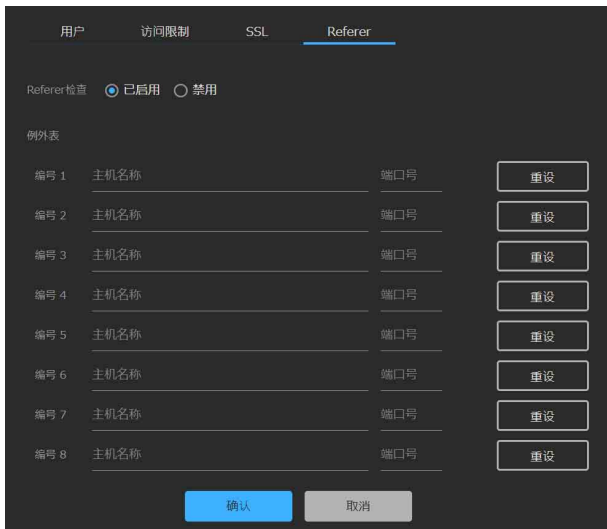 用户 访问限制 SSL Referer
Referer检查 已启用 禁用
例外表
编号 1 主机名称 端口号 重设
编号 2 主机名称 端口号 重设
编号 3 主机名称 端口号 重设
编号 4 主机名称 端口号 重设
编号 5 主机名称 端口号 重设
编号 6 主机名称 端口号 重设
编号 7 主机名称 端口号 重设
编号 8 主机名称 端口号 重设
确认 取消